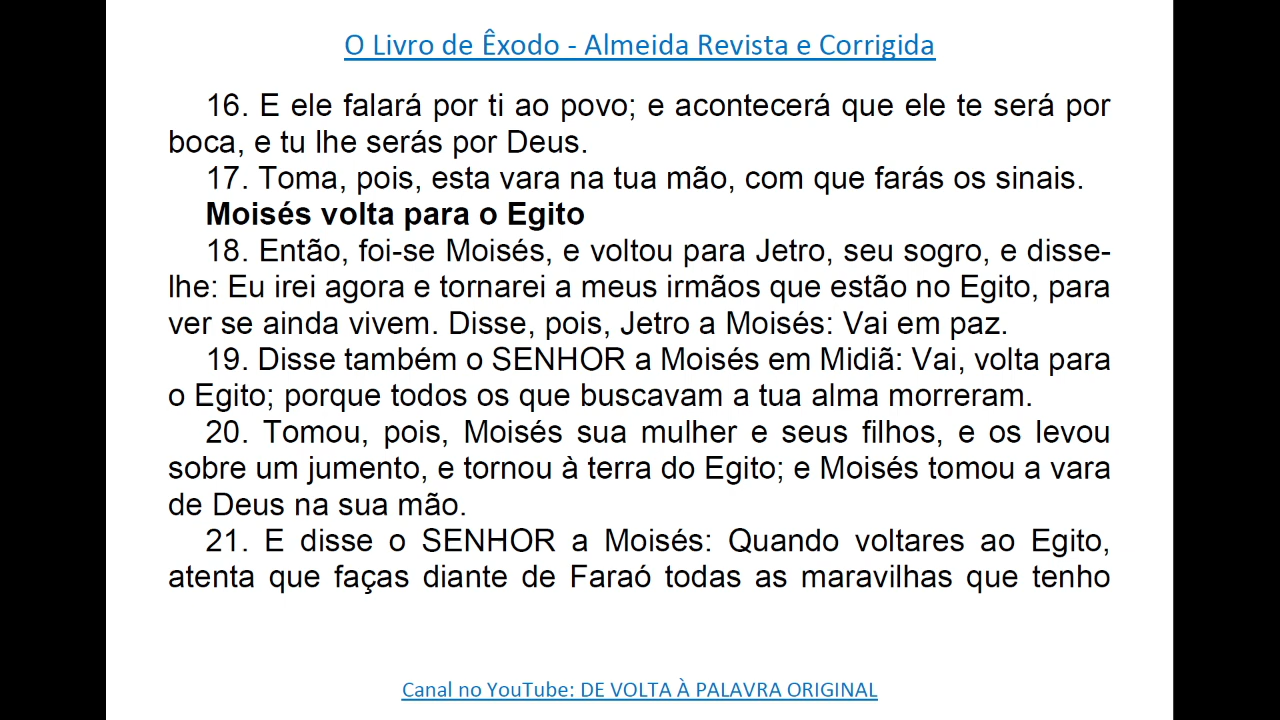 O Livro de Êxodo - Almeida Revista e Corrigida
16. E ele falará por ti ao povo; e acontecerá que ele te será por
boca, e tu lhe serás por Deus.
17. Toma, pois, esta vara na tua mão, com que farás os sinais.
Moisés volta para o Egito
18. Então, foi-se Moisés, e voltou para Jetro, seu sogro, e disse-
lhe: Eu irei agora e tornarei a meus irmãos que estão no Egito, para
ver se ainda vivem. Disse, pois, Jetro a Moisés: Vai em paz.
19. Disse também o SENHOR a Moisés em Midiã: Vai, volta para
o Egito; porque todos os que buscavam a tua alma morreram.
20. Tomou, pois, Moisés sua mulher e seus filhos, e os levou
sobre um jumento, e tornou à terra do Egito; e Moisés tomou a vara
de Deus na sua mão.
21. E disse o SENHOR a Moisés: Quando voltares ao Egito,
atenta que faças diante de Faraó todas as maravilhas que tenho
Canal no YouTube: DE VOLTA À PALAVRA ORIGINAL